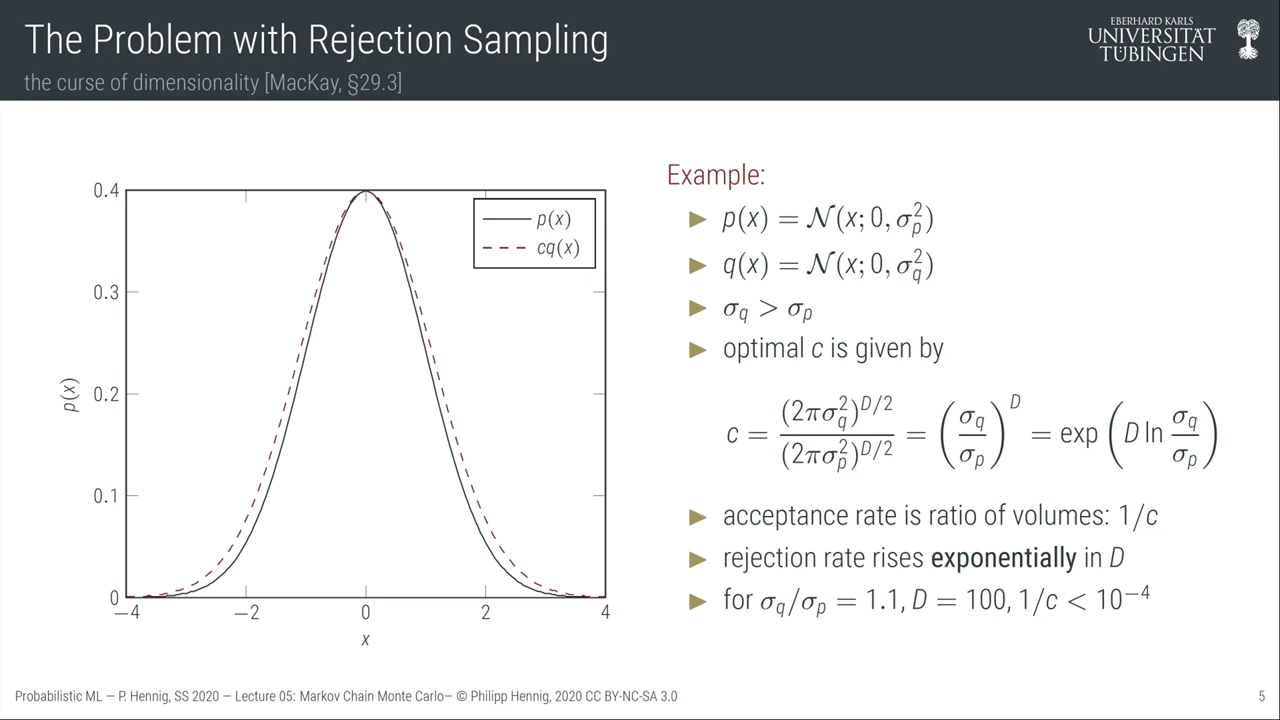 The Problem with Rejection Sampling
the curse of dimensionality [MacKay, §29.3]
EBERHARD KARLS
UNIVERSITÄT
TÜBINGEN
0.4
0.3
0.2
0.1
0
−4
−2
0
2
4
p(x)
x
p(x)
cq(x)
Example:
▶ p(x) = 𝒩(x; 0, σ_p^2)
▶ q(x) = 𝒩(x; 0, σ_q^2)
▶ σ_q > σ_p
▶ optimal c is given by
c = (2πσ_q^2)^{D/2} / (2πσ_p^2)^{D/2} = (σ_q/σ_p)^D = exp(D ln σ_q/σ_p)
▶ acceptance rate is ratio of volumes: 1/c
▶ rejection rate rises exponentially in D
▶ for σ_q/σ_p = 1.1, D = 100, 1/c < 10^{−4}
Probabilistic ML — P. Hennig, SS 2020 — Lecture 05: Markov Chain Monte Carlo— © Philipp Hennig, 2020 CC BY-NC-SA 3.0
5